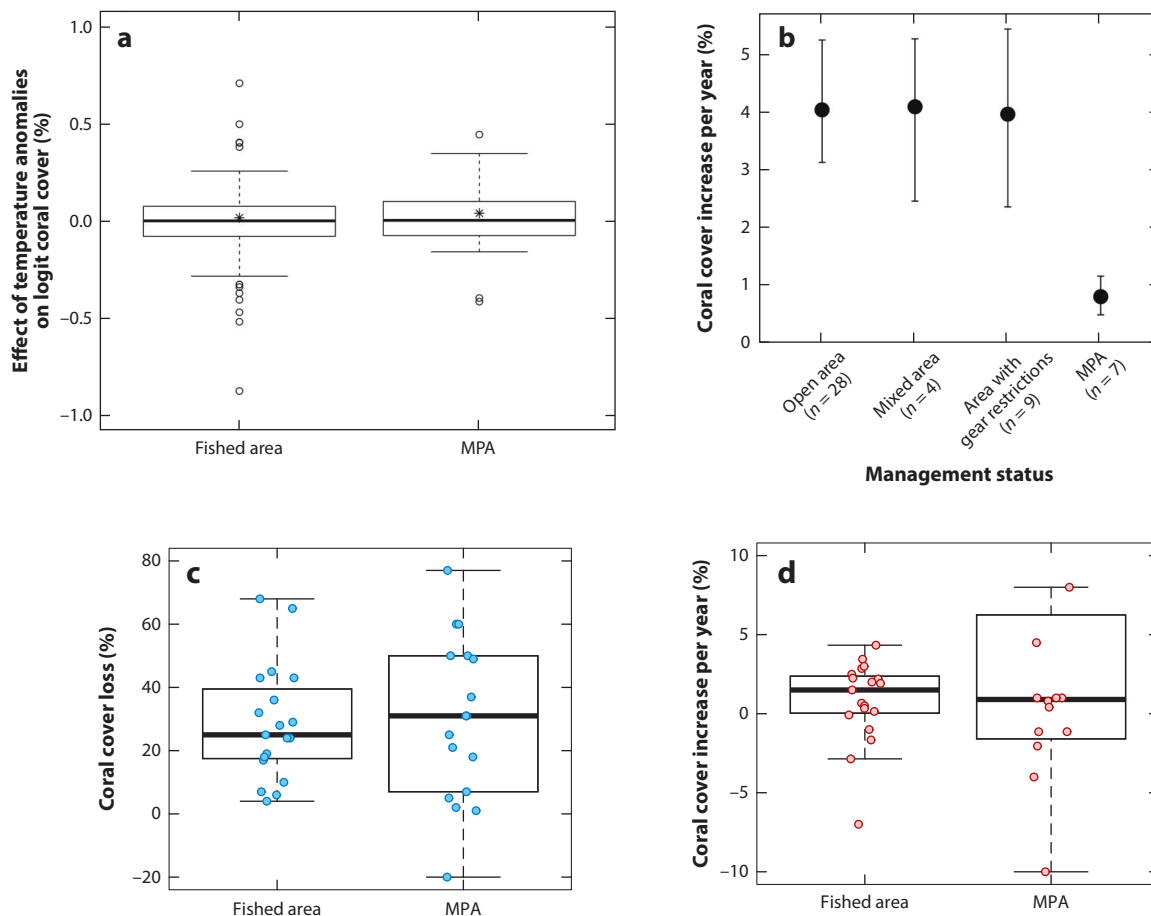 a
Effect of temperature anomalies
on logit coral cover (%)
1.0
0.5
0.0
–0.5
–1.0
Fished area
MPA
b
Coral cover increase per year (%)
5
4
3
2
1
0
Open area
(n = 28)
Mixed area
(n = 4)
Area with
gear restrictions
(n = 9)
MPA
(n = 7)
Management status
c
Coral cover loss (%)
80
60
40
20
0
–20
Fished area
MPA
d
Coral cover increase per year (%)
10
5
0
–5
–10
Fished area
MPA